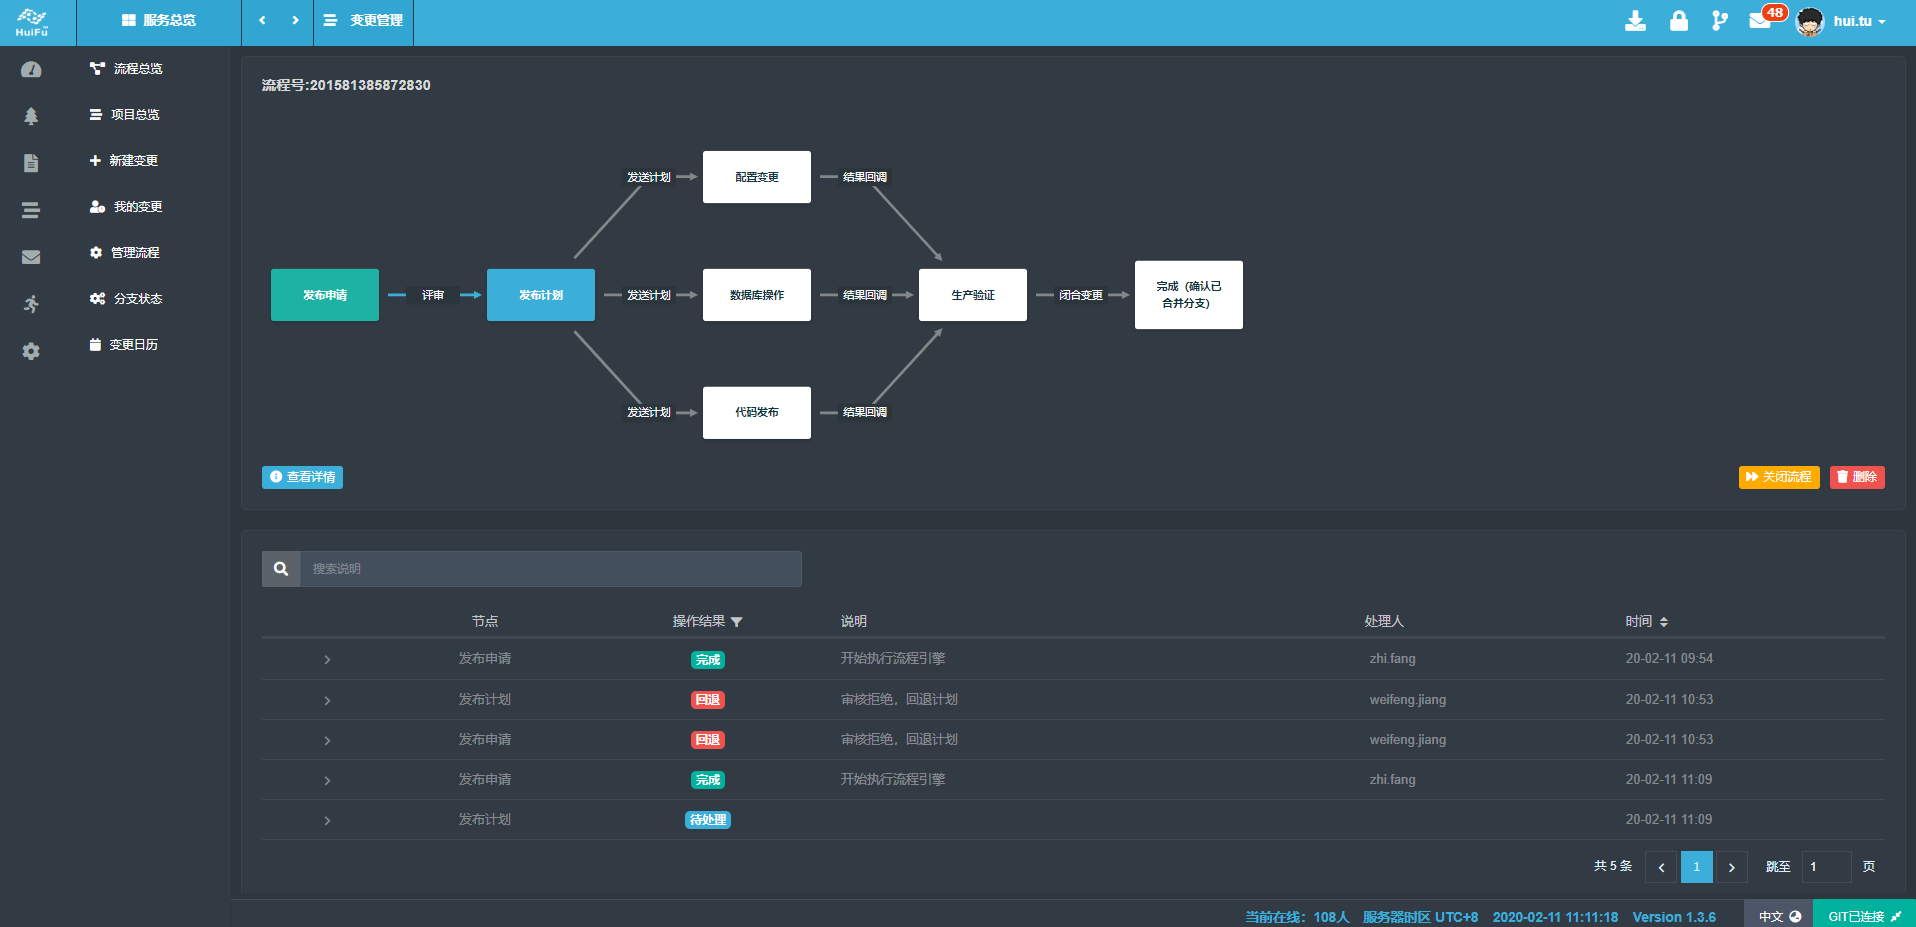 HuiFu
服务总览
变更管理
48
hui.tu
流程总览
项目总览
新建变更
我的变更
管理流程
分支状态
变更日历
流程号:201581385872830
发送计划
配置变更
结果回调
发布申请
评审
发布计划
发送计划
数据库操作
结果回调
生产验证
闭合变更
完成（确认已
合并分支）
发送计划
代码发布
结果回调
查看详情
关闭流程
删除
搜索说明
节点 操作结果 说明 处理人 时间
发布申请 完成 开始执行流程引擎 zhi.fang 20-02-11 09:54
发布计划 回退 审核拒绝，回退计划 weifeng.jiang 20-02-11 10:53
发布申请 回退 审核拒绝，回退计划 weifeng.jiang 20-02-11 10:53
发布申请 完成 开始执行流程引擎 zhi.fang 20-02-11 11:09
发布计划 待处理 20-02-11 11:09
共 5 条 1 跳至 1 页
当前在线：108人 服务器时区 UTC+8 2020-02-11 11:11:18 Version 1.3.6 中文 GIT已连接